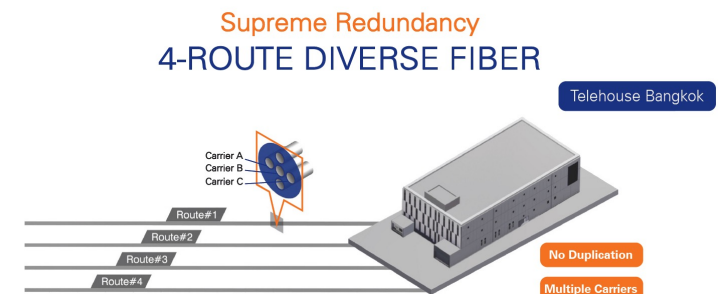 Supreme Redundancy
4-ROUTE DIVERSE FIBER
Telehouse Bangkok
Carrier A
Carrier B
Carrier C
Route#1
Route#2
Route#3
Route#4
No Duplication
Multiple Carriers